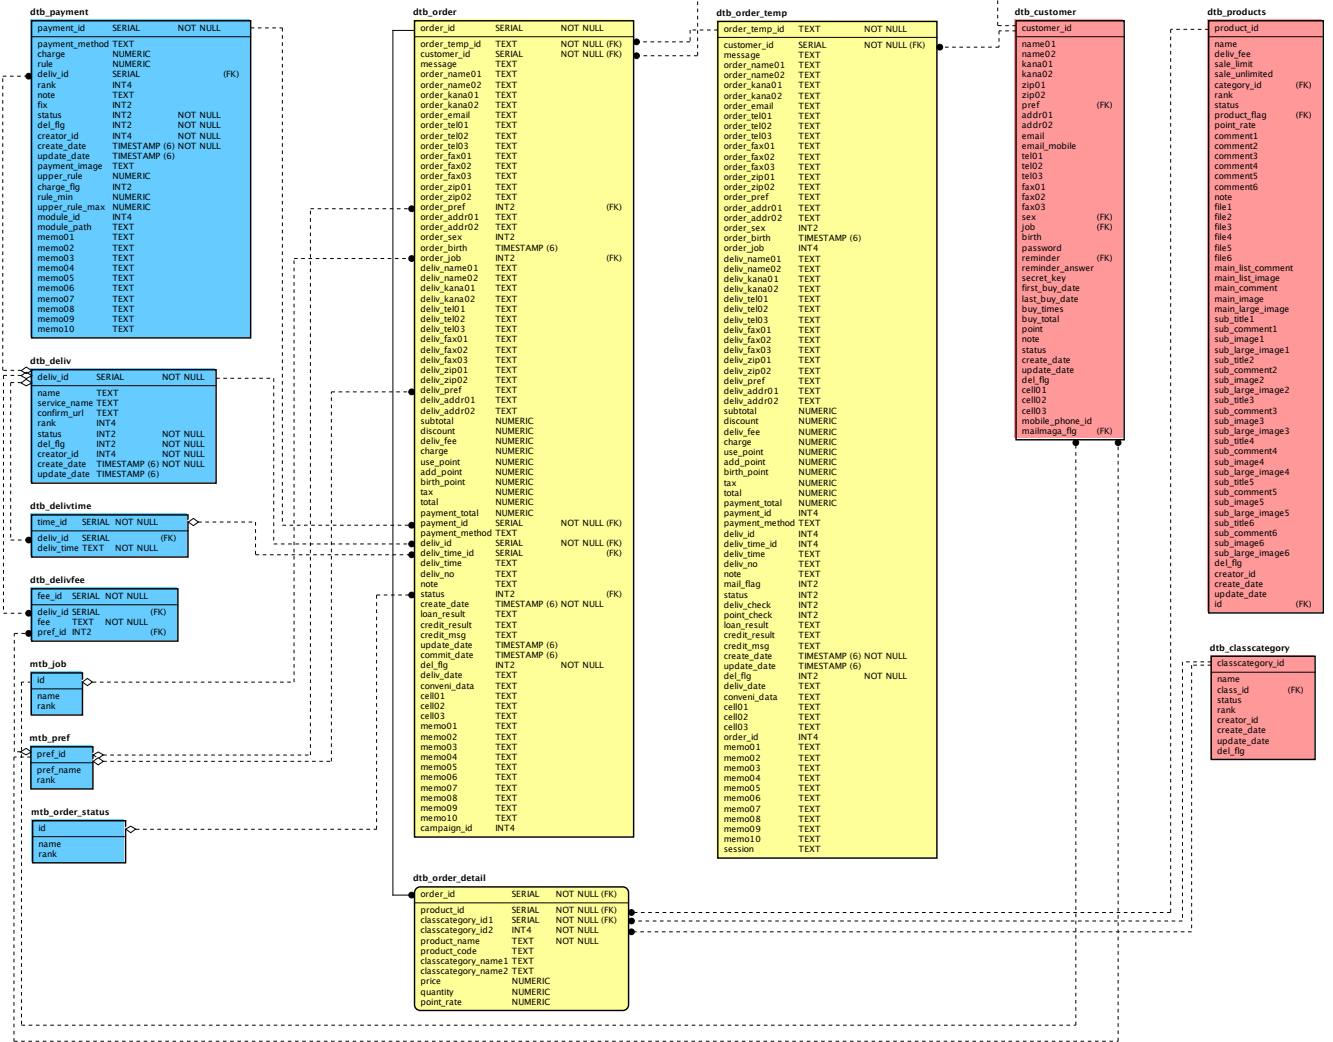 dtb_payment
payment_id SERIAL NOT NULL
payment_method TEXT
charge NUMERIC
rule NUMERIC
deliv_id SERIAL (FK)
rank INT4
note TEXT
fix INT2
status INT2 NOT NULL
del_flg INT2 NOT NULL
creator_id INT4 NOT NULL
create_date TIMESTAMP (6) NOT NULL
update_date TIMESTAMP (6)
payment_image TEXT
upper_rule NUMERIC
charge_flg INT2
rule_min NUMERIC
upper_rule_max NUMERIC
module_id INT4
module_path TEXT
memo01 TEXT
memo02 TEXT
memo03 TEXT
memo04 TEXT
memo05 TEXT
memo06 TEXT
memo07 TEXT
memo08 TEXT
memo09 TEXT
memo10 TEXT
dtb_deliv
deliv_id SERIAL NOT NULL
name TEXT
service_name TEXT
confirm_url TEXT
rank INT4
status INT2 NOT NULL
del_flg INT2 NOT NULL
creator_id INT4 NOT NULL
create_date TIMESTAMP (6) NOT NULL
update_date TIMESTAMP (6)
dtb_delivtime
time_id SERIAL NOT NULL
deliv_id SERIAL (FK)
deliv_time TEXT NOT NULL
dtb_delivfee
fee_id SERIAL NOT NULL
deliv_id SERIAL (FK)
fee TEXT NOT NULL
pref_id INT2 (FK)
mtb_job
id
name
rank
mtb_pref
pref_id
pref_name
rank
mtb_order_status
id
name
rank
dtb_order
order_id SERIAL NOT NULL
order_temp_id TEXT NOT NULL (FK)
customer_id SERIAL NOT NULL (FK)
message TEXT
order_name01 TEXT
order_name02 TEXT
order_kana01 TEXT
order_kana02 TEXT
order_email TEXT
order_tel01 TEXT
order_tel02 TEXT
order_tel03 TEXT
order_fax01 TEXT
order_fax02 TEXT
order_fax03 TEXT
order_zip01 TEXT
order_zip02 TEXT
order_pref INT2 (FK)
order_addr01 TEXT
order_addr02 TEXT
order_sex INT2
order_birth TIMESTAMP (6)
order_job INT2 (FK)
deliv_name01 TEXT
deliv_name02 TEXT
deliv_kana01 TEXT
deliv_kana02 TEXT
deliv_tel01 TEXT
deliv_tel02 TEXT
deliv_tel03 TEXT
deliv_fax01 TEXT
deliv_fax02 TEXT
deliv_fax03 TEXT
deliv_zip01 TEXT
deliv_zip02 TEXT
deliv_pref TEXT
deliv_addr01 TEXT
deliv_addr02 TEXT
subtotal NUMERIC
discount NUMERIC
deliv_fee NUMERIC
charge NUMERIC
use_point NUMERIC
add_point NUMERIC
birth_point NUMERIC
tax NUMERIC
total NUMERIC
payment_total NUMERIC
payment_id SERIAL NOT NULL (FK)
payment_method TEXT
deliv_id SERIAL NOT NULL (FK)
deliv_time_id SERIAL (FK)
deliv_time TEXT
deliv_no TEXT
note TEXT
status INT2 (FK)
create_date TIMESTAMP (6) NOT NULL
loan_result TEXT
credit_result TEXT
credit_msg TEXT
update_date TIMESTAMP (6)
commit_date TIMESTAMP (6)
del_flg INT2 NOT NULL
deliv_date TEXT
conveni_data TEXT
cell01 TEXT
cell02 TEXT
cell03 TEXT
memo01 TEXT
memo02 TEXT
memo03 TEXT
memo04 TEXT
memo05 TEXT
memo06 TEXT
memo07 TEXT
memo08 TEXT
memo09 TEXT
memo10 TEXT
campaign_id INT4
dtb_order_detail
order_id SERIAL NOT NULL (FK)
product_id SERIAL NOT NULL (FK)
classcategory_id1 SERIAL NOT NULL (FK)
classcategory_id2 INT4 NOT NULL
product_name TEXT NOT NULL
product_code TEXT
classcategory_name1 TEXT
classcategory_name2 TEXT
price NUMERIC
quantity NUMERIC
point_rate NUMERIC
dtb_order_temp
order_temp_id TEXT NOT NULL
customer_id SERIAL NOT NULL (FK)
message TEXT
order_name01 TEXT
order_name02 TEXT
order_kana01 TEXT
order_kana02 TEXT
order_email TEXT
order_tel01 TEXT
order_tel02 TEXT
order_tel03 TEXT
order_fax01 TEXT
order_fax02 TEXT
order_fax03 TEXT
order_zip01 TEXT
order_zip02 TEXT
order_pref TEXT
order_addr01 TEXT
order_addr02 TEXT
order_sex INT2
order_birth TIMESTAMP (6)
order_job INT4
deliv_name01 TEXT
deliv_name02 TEXT
deliv_kana01 TEXT
deliv_kana02 TEXT
deliv_tel01 TEXT
deliv_tel02 TEXT
deliv_tel03 TEXT
deliv_fax01 TEXT
deliv_fax02 TEXT
deliv_fax03 TEXT
deliv_zip01 TEXT
deliv_zip02 TEXT
deliv_pref TEXT
deliv_addr01 TEXT
deliv_addr02 TEXT
subtotal NUMERIC
discount NUMERIC
deliv_fee NUMERIC
charge NUMERIC
use_point NUMERIC
add_point NUMERIC
birth_point NUMERIC
tax NUMERIC
total NUMERIC
payment_total NUMERIC
payment_id INT4
payment_method TEXT
deliv_id INT4
deliv_time_id INT4
deliv_time TEXT
deliv_no TEXT
note TEXT
mail_flag INT2
status INT2
deliv_check INT2
point_check INT2
loan_result TEXT
credit_result TEXT
credit_msg TEXT
create_date TIMESTAMP (6) NOT NULL
update_date TIMESTAMP (6)
del_flg INT2 NOT NULL
deliv_date TEXT
conveni_data TEXT
cell01 TEXT
cell02 TEXT
cell03 TEXT
order_id INT4
memo01 TEXT
memo02 TEXT
memo03 TEXT
memo04 TEXT
memo05 TEXT
memo06 TEXT
memo07 TEXT
memo08 TEXT
memo09 TEXT
memo10 TEXT
session TEXT
dtb_customer
customer_id
name01
name02
kana01
kana02
zip01
zip02
pref (FK)
addr01
addr02
email
email_mobile
tel01
tel02
tel03
fax01
fax02
fax03
sex (FK)
job (FK)
birth
password
reminder (FK)
reminder_answer
secret_key
first_buy_date
last_buy_date
buy_times
buy_total
point
note
status
create_date
update_date
del_flg
cell01
cell02
cell03
mobile_phone_id
mailmaga_flg (FK)
dtb_products
product_id
name
deliv_fee
sale_limit
sale_unlimited
category_id (FK)
rank
status
product_flag (FK)
point_rate
comment1
comment2
comment3
comment4
comment5
comment6
note
file1
file2
file3
file4
file5
file6
main_list_comment
main_list_image
main_comment
main_image
main_large_image
sub_title1
sub_comment1
sub_image1
sub_large_image1
sub_title2
sub_comment2
sub_image2
sub_large_image2
sub_title3
sub_comment3
sub_image3
sub_large_image3
sub_title4
sub_comment4
sub_image4
sub_large_image4
sub_title5
sub_comment5
sub_image5
sub_large_image5
sub_title6
sub_comment6
sub_image6
sub_large_image6
del_flg
creator_id
create_date
update_date
id (FK)
dtb_classcategory
classcategory_id
name
class_id (FK)
status
rank
creator_id
create_date
update_date
del_flg